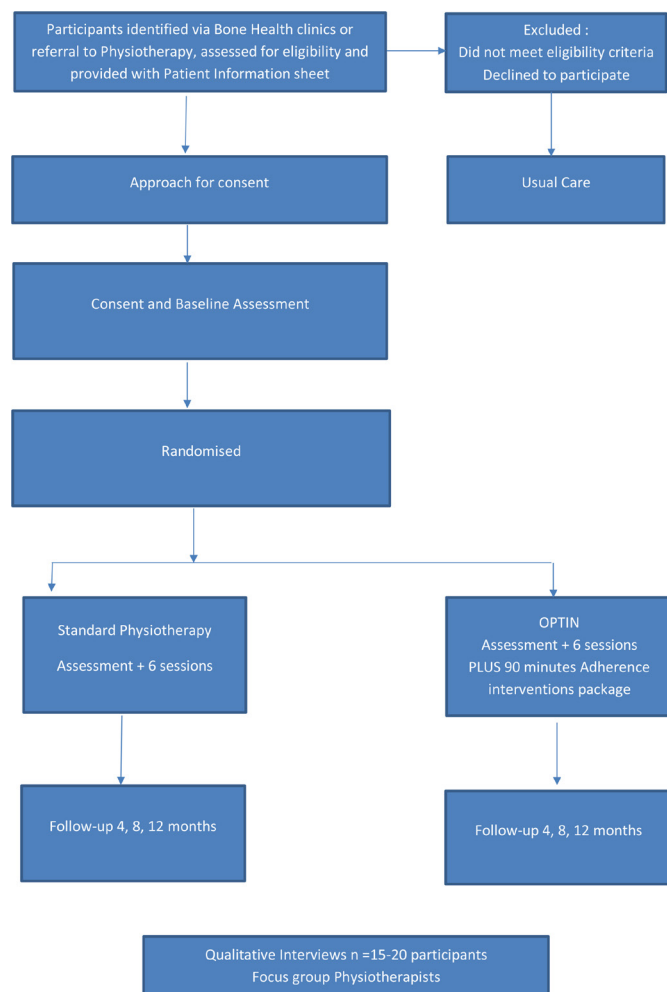 Participants identified via Bone Health clinics or
referral to Physiotherapy, assessed for eligibility and
provided with Patient Information sheet
Excluded :
Did not meet eligibility criteria
Declined to participate
Approach for consent
Usual Care
Consent and Baseline Assessment
Randomised
Standard Physiotherapy
Assessment + 6 sessions
OPTIN
Assessment + 6 sessions
PLUS 90 minutes Adherence
interventions package
Follow-up 4, 8, 12 months
Follow-up 4, 8, 12 months
Qualitative Interviews n =15-20 participants
Focus group Physiotherapists